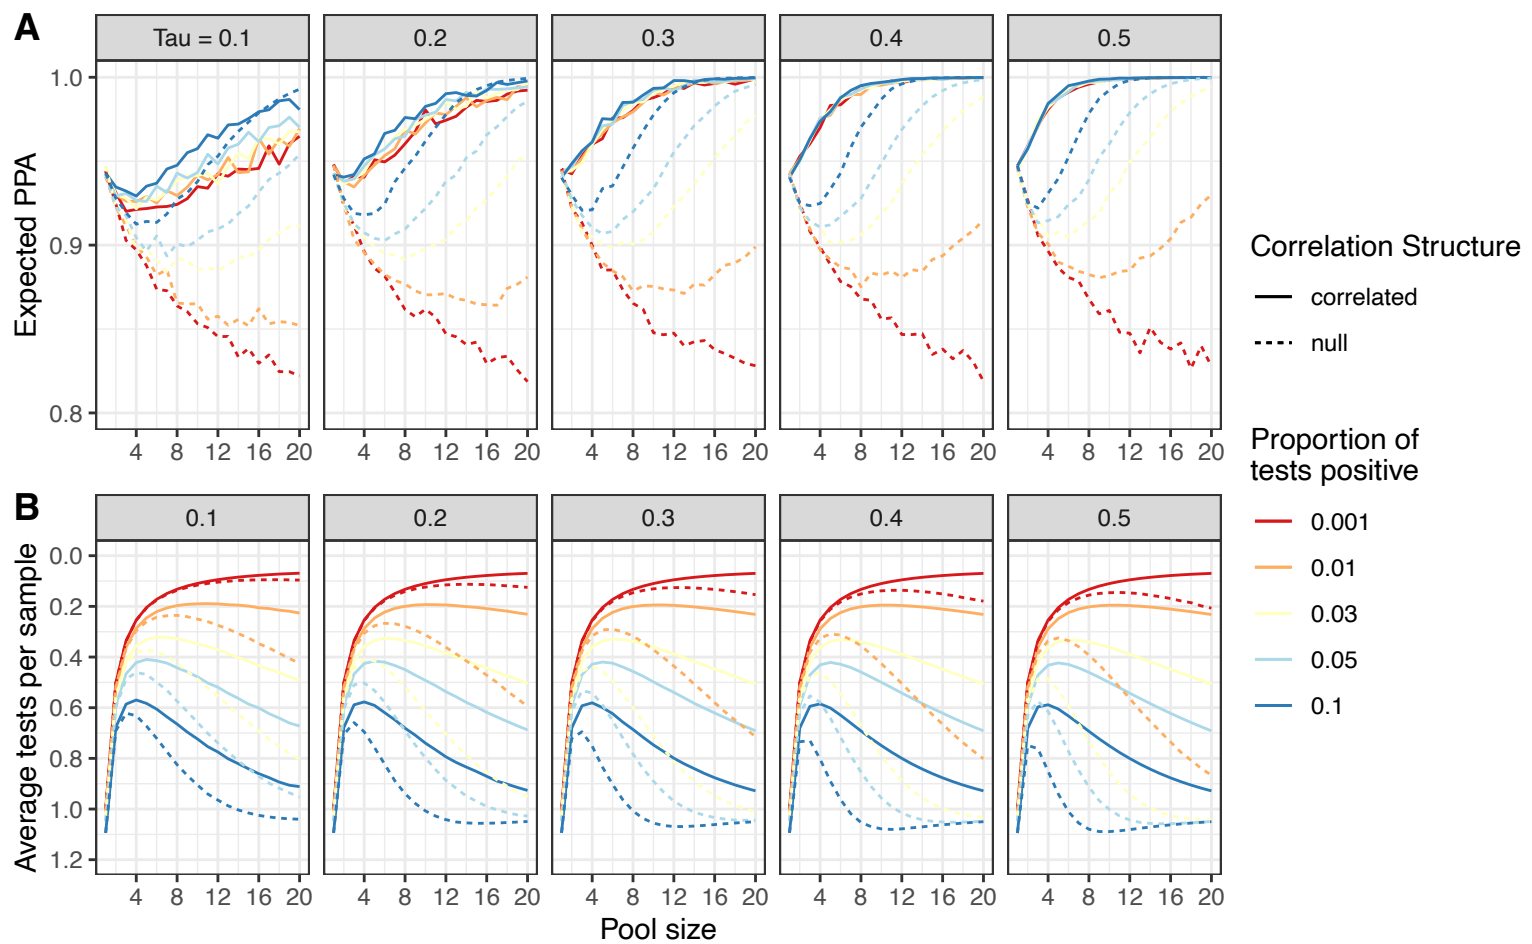 A
Tau = 0.1
0.2
0.3
0.4
0.5
Expected PPA
1.0
0.9
0.8
4 8 12 16 20
4 8 12 16 20
4 8 12 16 20
4 8 12 16 20
4 8 12 16 20
B
0.1
0.2
0.3
0.4
0.5
Average tests per sample
0.0
0.2
0.4
0.6
0.8
1.0
1.2
4 8 12 16 20
4 8 12 16 20
4 8 12 16 20
4 8 12 16 20
4 8 12 16 20
Pool size
Correlation Structure
correlated
null
Proportion of
tests positive
0.001
0.01
0.03
0.05
0.1